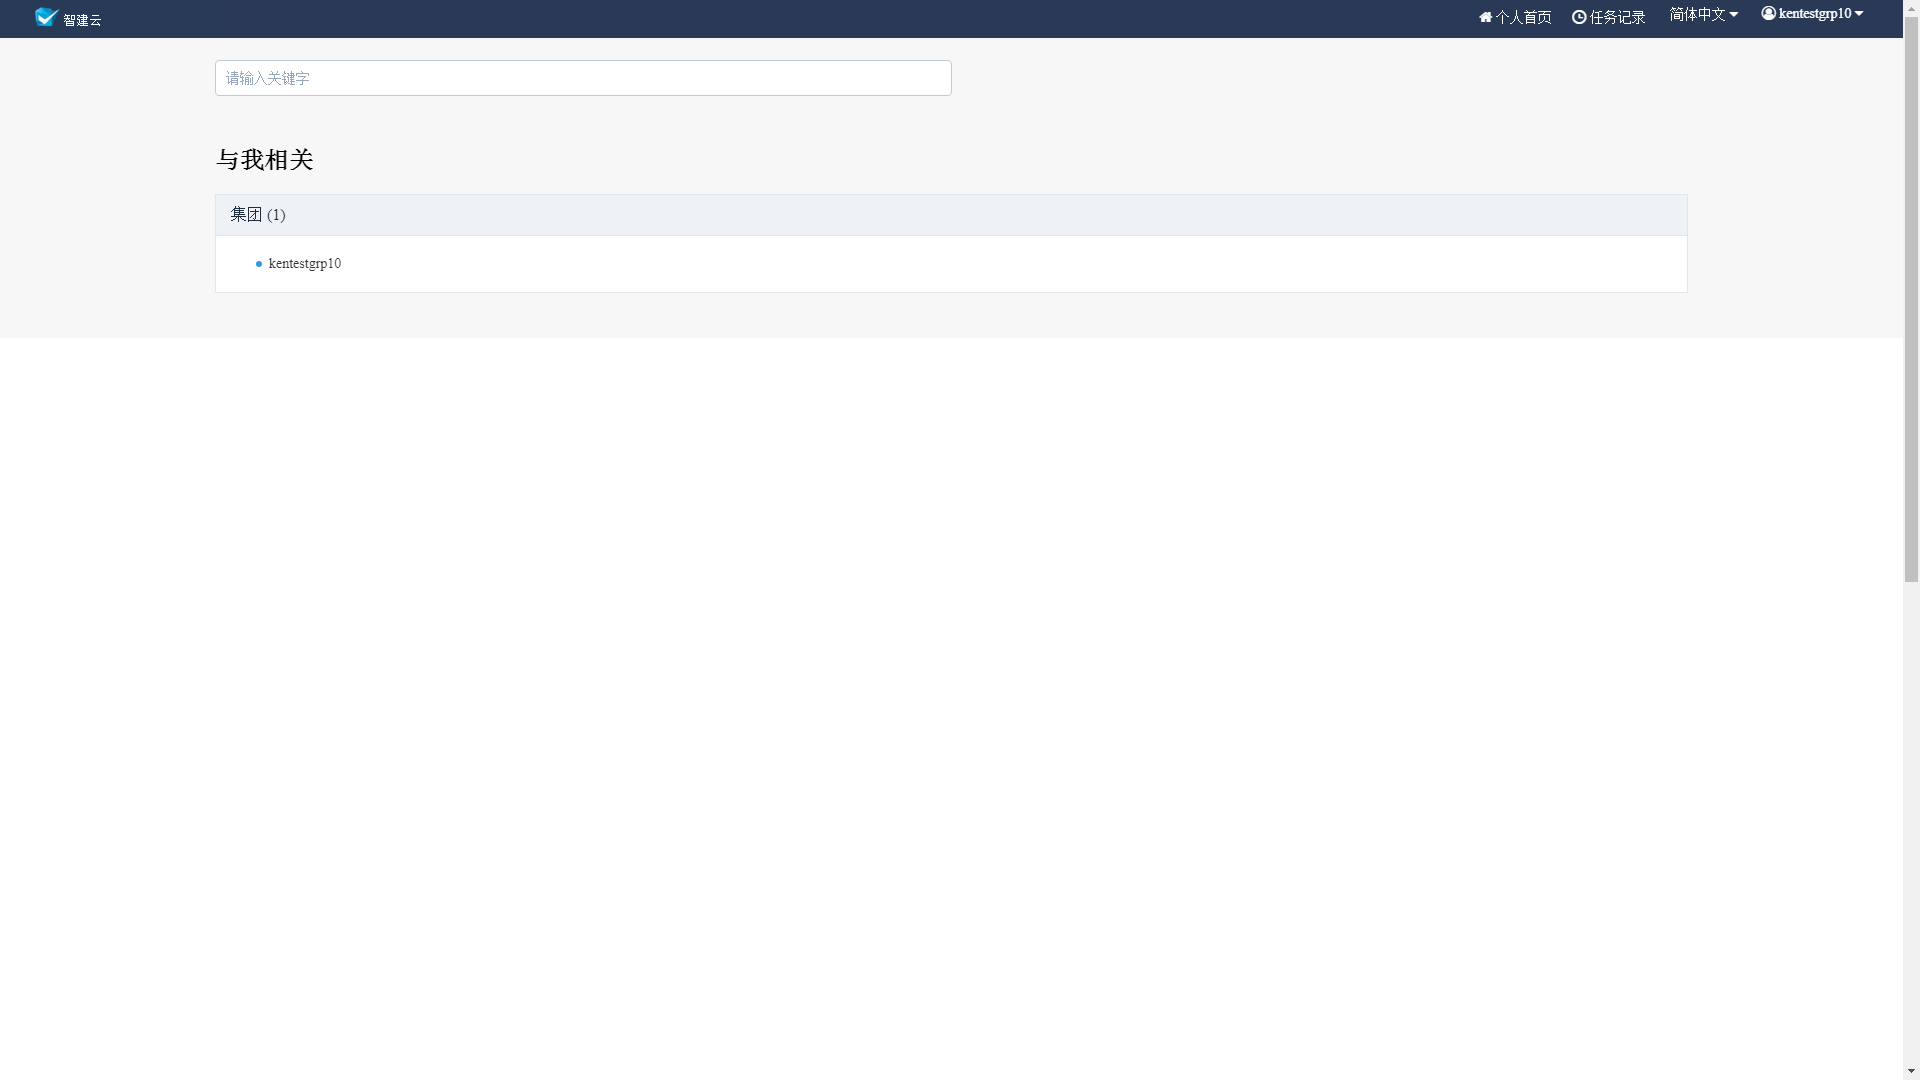 智建云
个人首页
任务记录
简体中文
kentestgrp10
请输入关键字
与我相关
集团 (1)
kentestgrp10